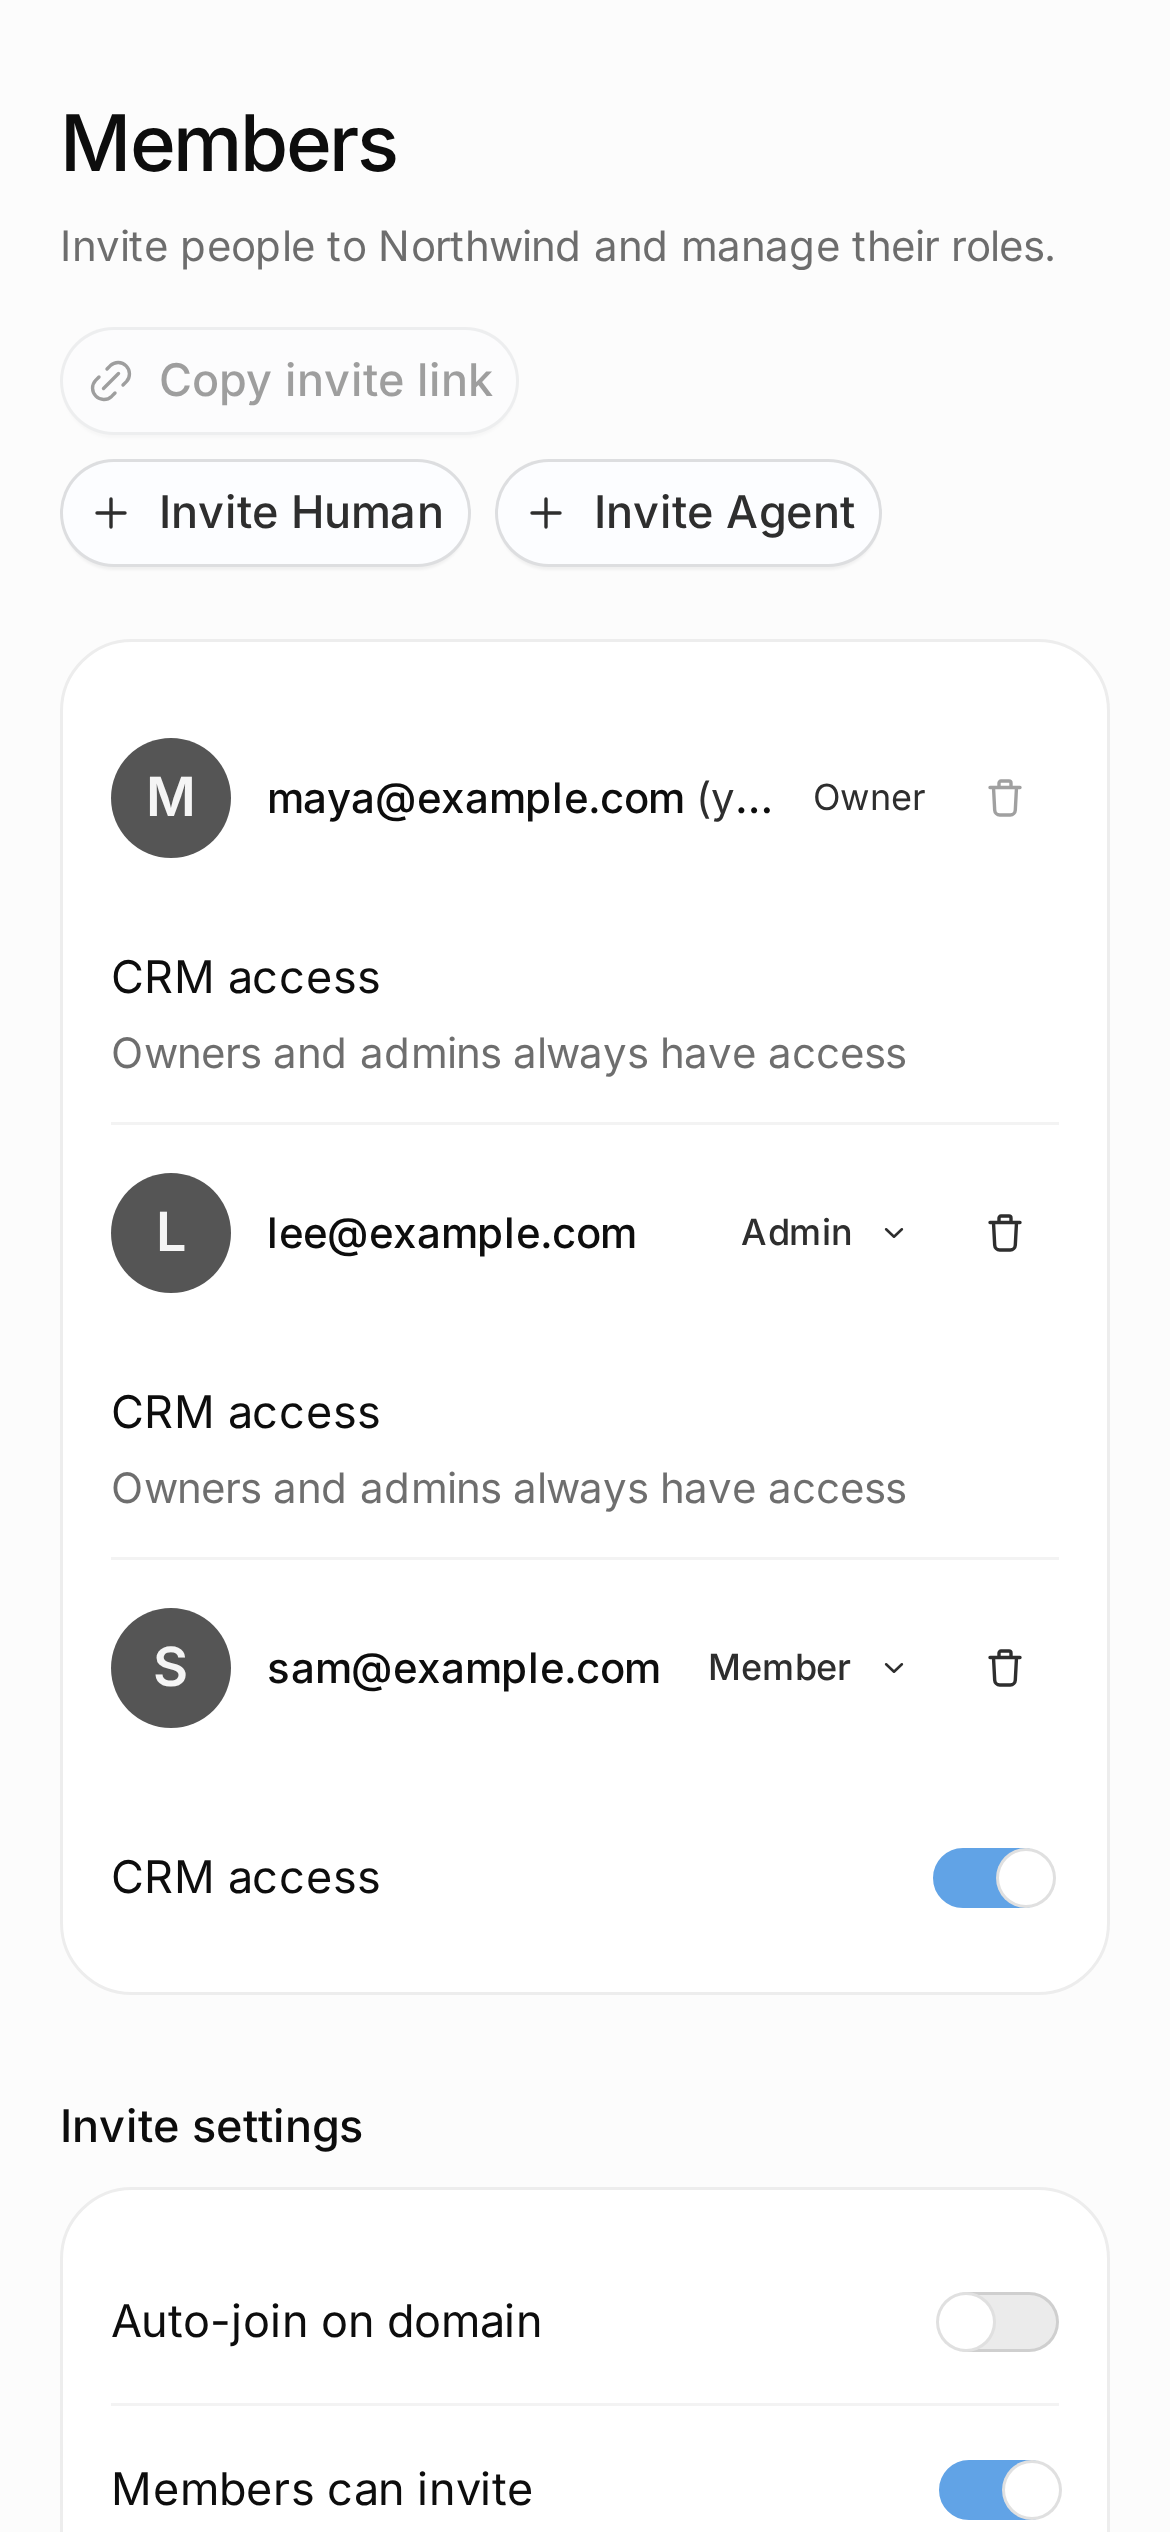 Members
Invite people to Northwind and manage their roles.
Copy invite link
Invite Human
Invite Agent
M
maya@example.com (y...
Owner
CRM access
Owners and admins always have access
L
lee@example.com
Admin
CRM access
Owners and admins always have access
S
sam@example.com
Member
CRM access
Invite settings
Auto-join on domain
Members can invite